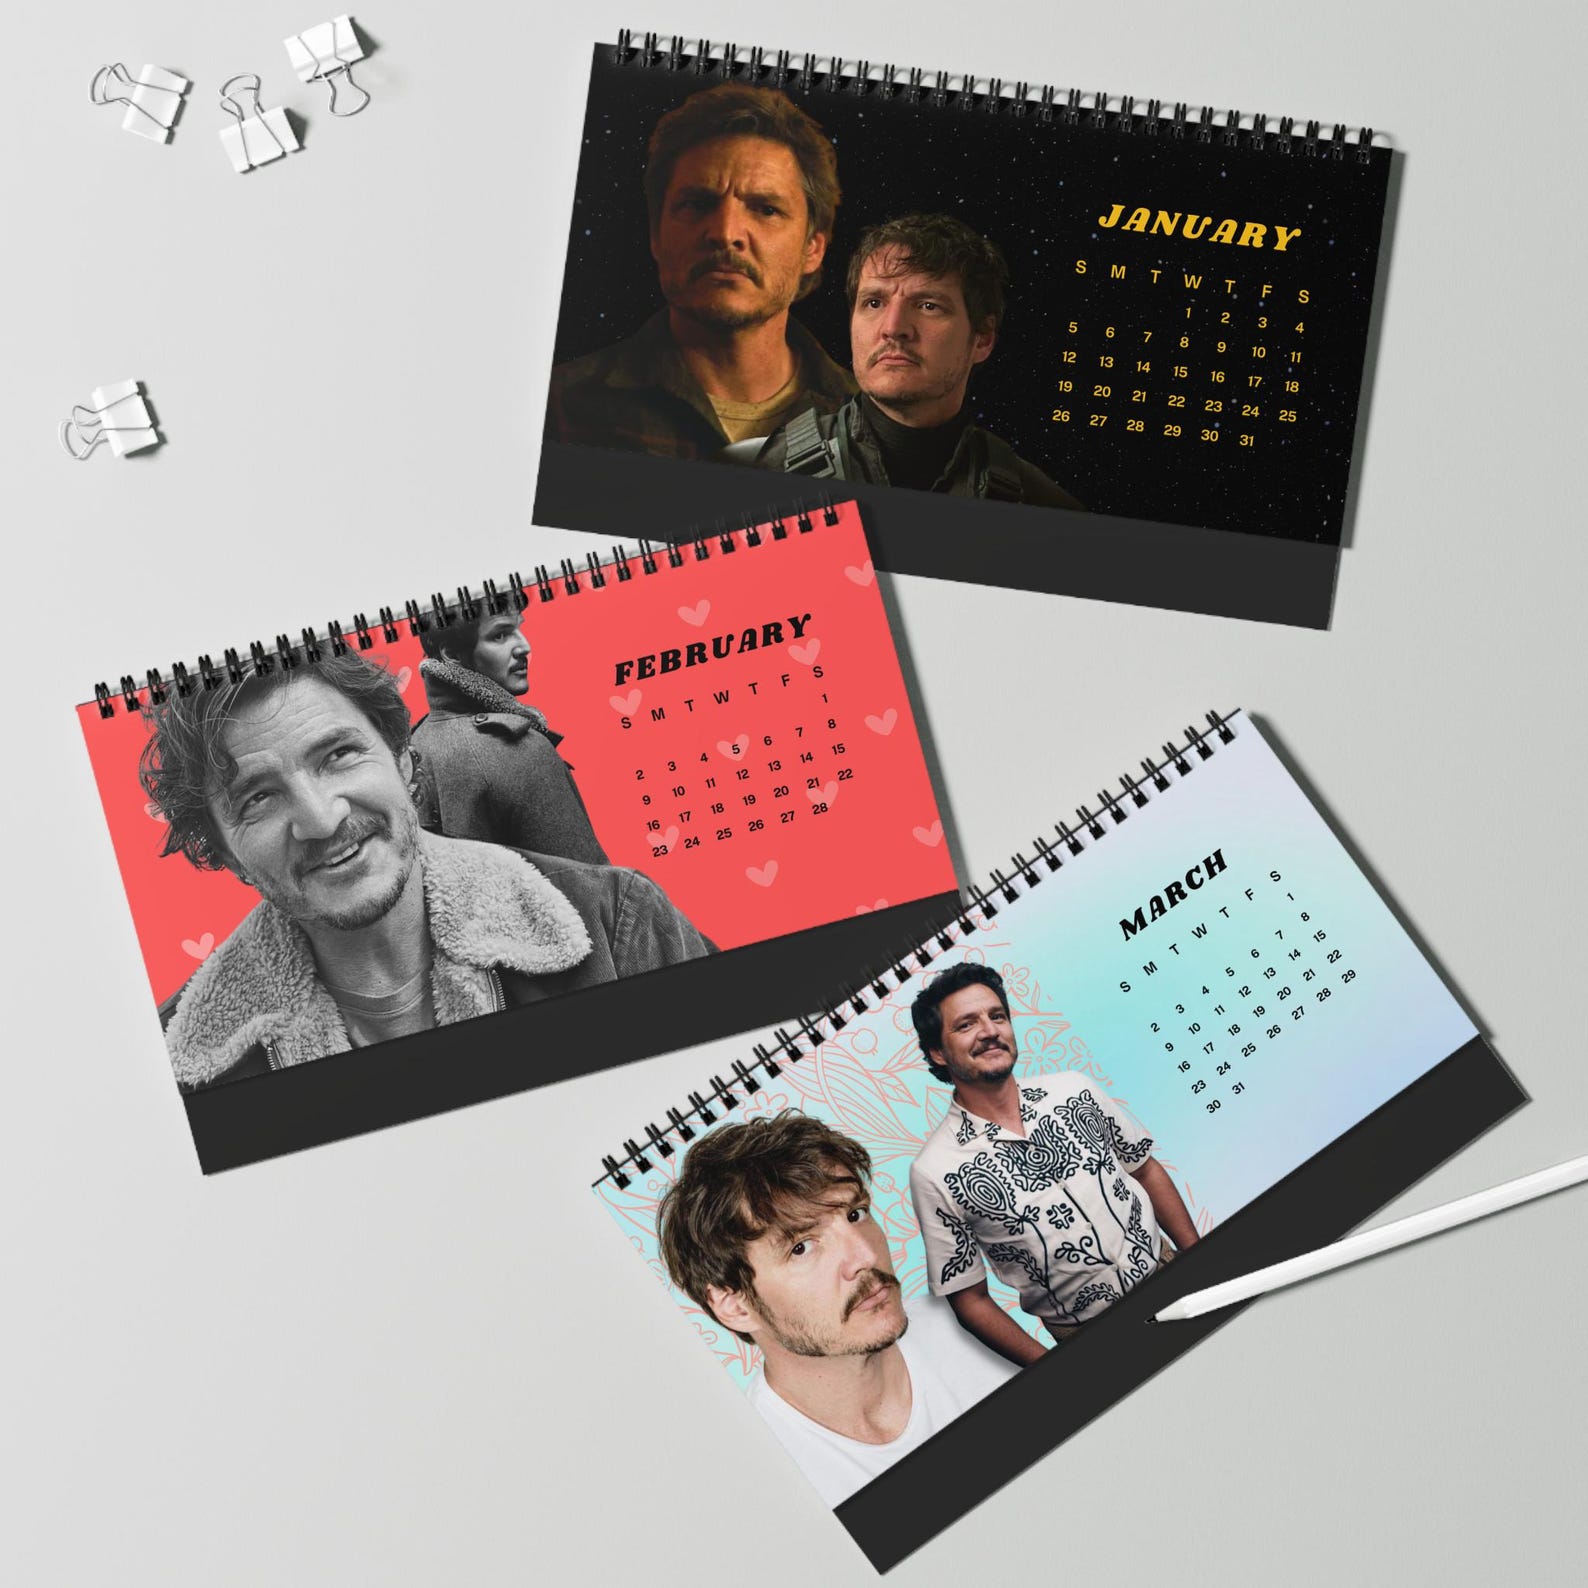 JANUARY
S M T W T F S
1 2 3 4
5 6 7 8 9 10 11
12 13 14 15 16 17 18
19 20 21 22 23 24 25
26 27 28 29 30 31
FEBRUARY
S M T W T F S
1
2 3 4 5 6 7 8
9 10 11 12 13 14 15
16 17 18 19 20 21 22
23 24 25 26 27 28
MARCH
S M T W T F S
1
2 3 4 5 6 7 8
9 10 11 12 13 14 15
16 17 18 19 20 21 22
23 24 25 26 27 28 29
30 31